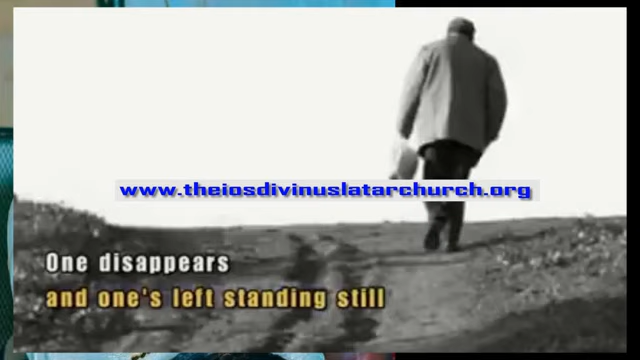 www.theiosdivinuslatarchurch.org
One disappears
and one's left standing still